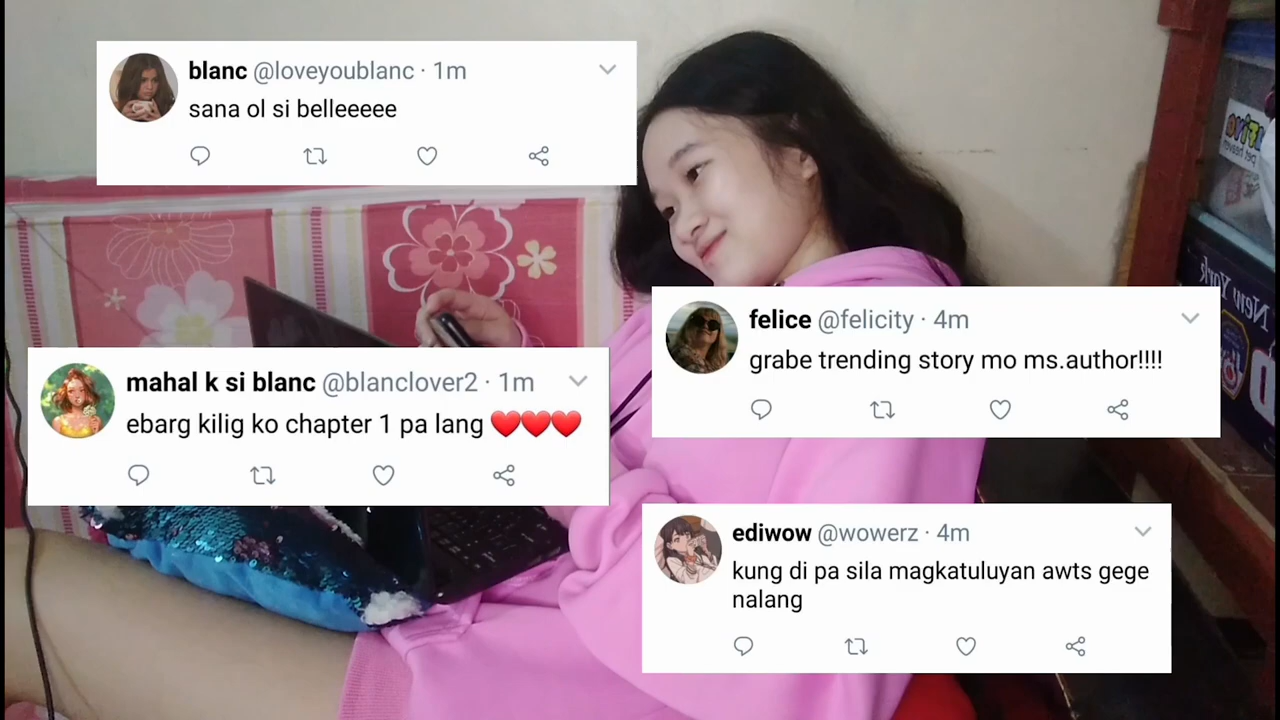 blanc @loveyoublanc · 1m
sana ol si belleeeee
felice @felicity · 4m
grabe trending story mo ms.author!!!!
mahal k si blanc @blanclover2 · 1m
ebarg kilig ko chapter 1 pa lang ❤️❤️❤️
ediwow @wowerz · 4m
kung di pa sila magkatuluyan awts gege
nalang
New York